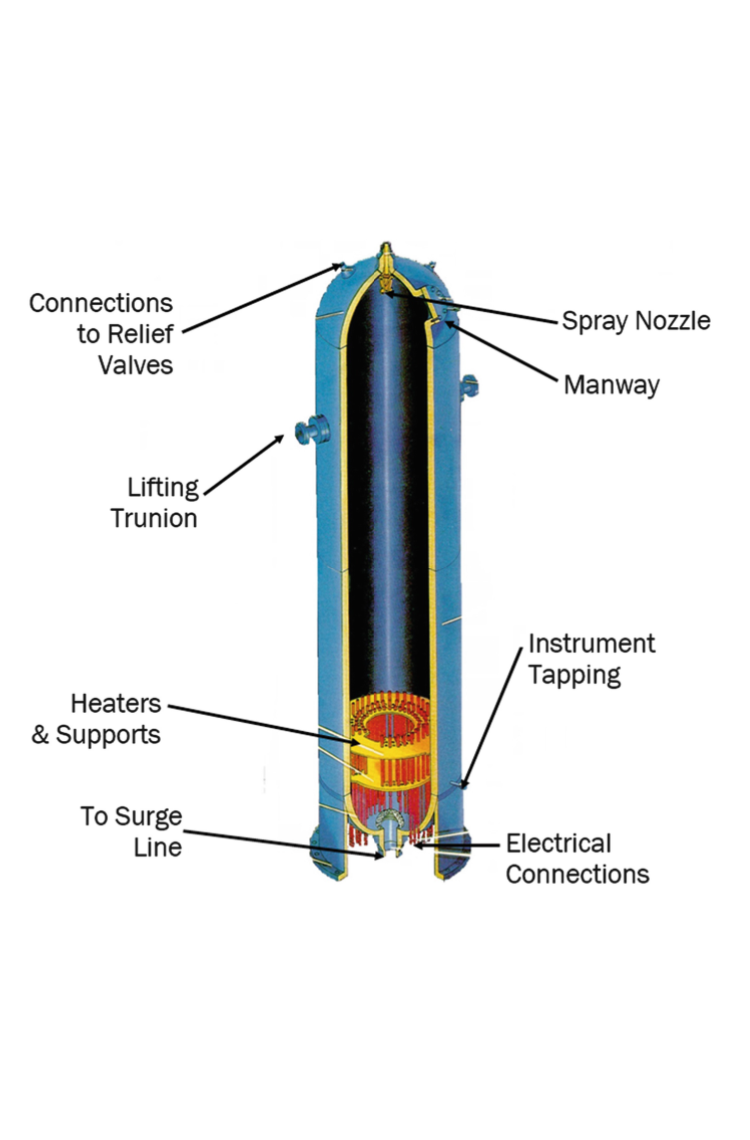 Connections
to Relief
Valves
Spray Nozzle
Manway
Lifting
Trunion
Instrument
Tapping
Heaters
& Supports
To Surge
Line
Electrical
Connections